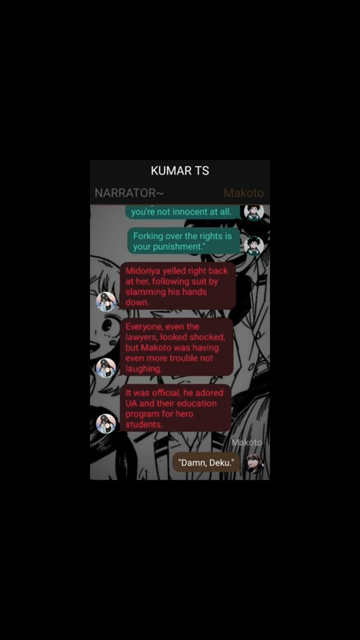 KUMAR TS
NARRATOR~ Makoto
you're not innocent at all.
Forking over the rights is
your punishment."
Midoriya yelled right back
at her, following suit by
slamming his hands
down.
Everyone, even the
lawyers, looked shocked,
but Makoto was having
even more trouble not
laughing.
It was official, he adored
UA and their education
program for hero
students.
Makoto
"Damn, Deku."